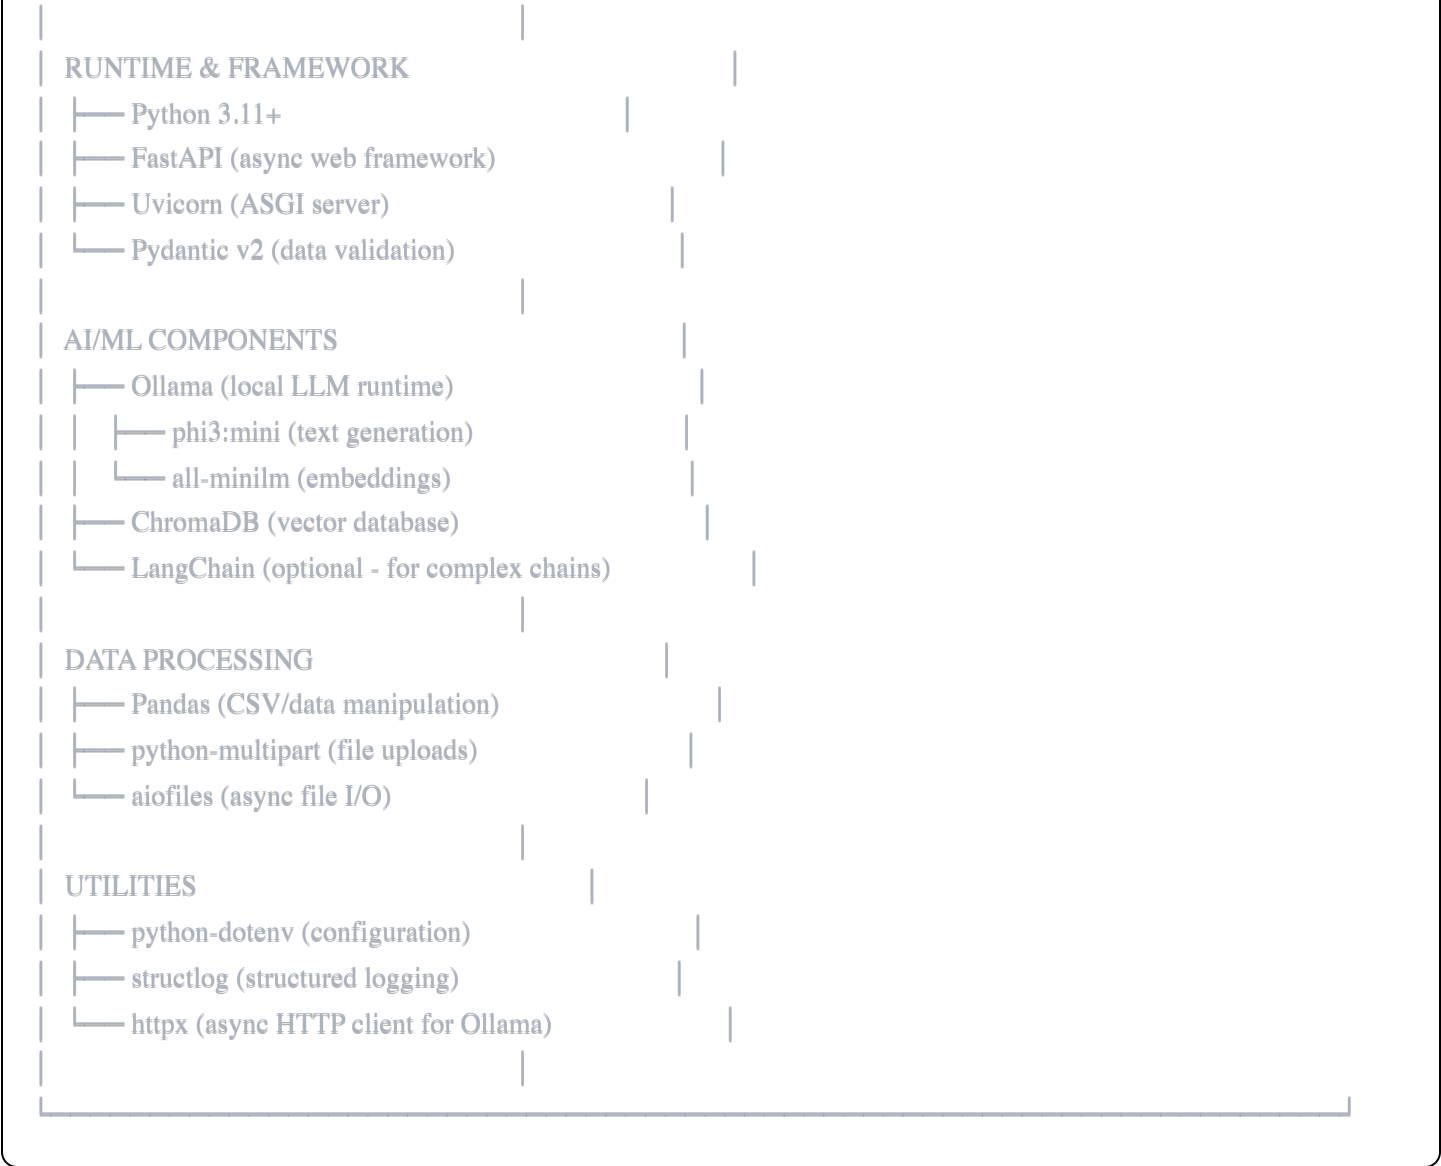 RUNTIME & FRAMEWORK
├── Python 3.11+
├── FastAPI (async web framework)
├── Uvicorn (ASGI server)
└── Pydantic v2 (data validation)
AI/ML COMPONENTS
├── Ollama (local LLM runtime)
│ ├── phi3:mini (text generation)
│ └── all-minilm (embeddings)
├── ChromaDB (vector database)
└── LangChain (optional - for complex chains)
DATA PROCESSING
├── Pandas (CSV/data manipulation)
├── python-multipart (file uploads)
└── aiofiles (async file I/O)
UTILITIES
├── python-dotenv (configuration)
├── structlog (structured logging)
└── httpx (async HTTP client for Ollama)